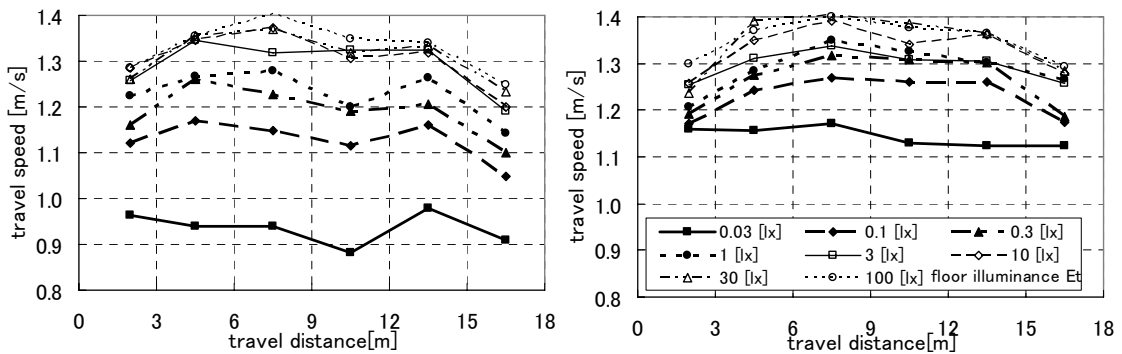 1.4
1.3
1.2
1.1
1.0
0.9
0.8
travel speed [m/s]
0 3 6 9 12 15 18
travel distance[m]
1.4
1.3
1.2
1.1
1.0
0.9
0.8
travel speed [m/s]
0.03 [lx] 0.1 [lx] 0.3 [lx]
1 [lx] 3 [lx] 10 [lx]
30 [lx] 100 [lx] floor illuminance Et
0 3 6 9 12 15 18
travel distance[m]